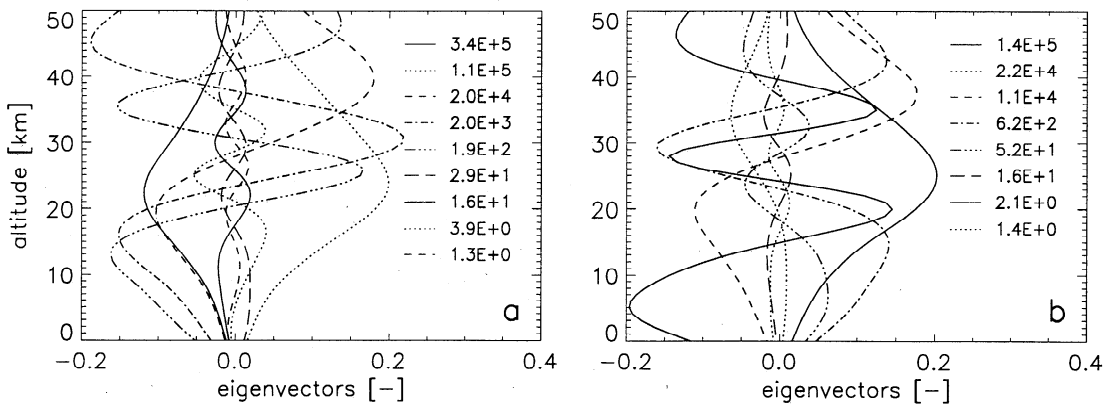 altitude [km]
50
40
30
20
10
0
3.4E+5
1.1E+5
2.0E+4
2.0E+3
1.9E+2
2.9E+1
1.6E+1
3.9E+0
1.3E+0
a
−0.2 0.0 0.2 0.4
eigenvectors [−]
50
40
30
20
10
0
1.4E+5
2.2E+4
1.1E+4
6.2E+2
5.2E+1
1.6E+1
2.1E+0
1.4E+0
b
−0.2 0.0 0.2 0.4
eigenvectors [−]